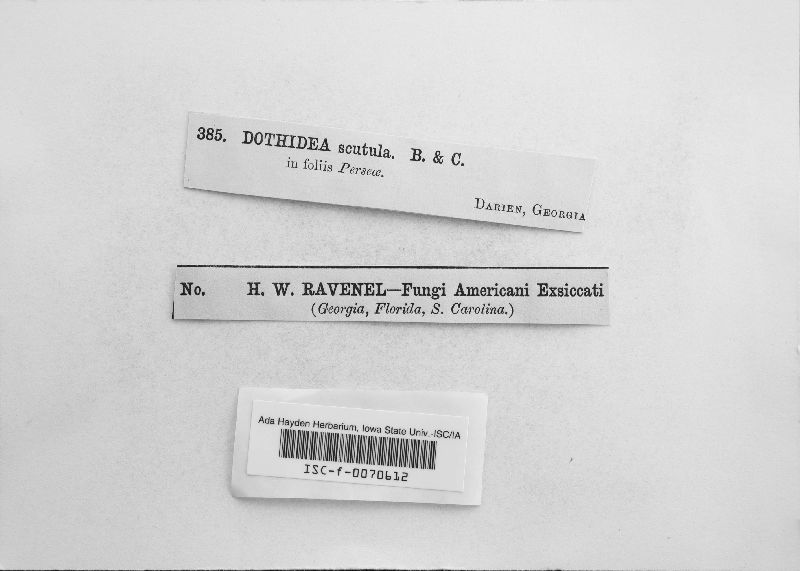 385. DOTHIDEA scutula. B. & C.
in foliis Perseæ.
DARIEN, GEORGIA
No. H. W. RAVENEL—Fungi Americani Exsiccati
(Georgia, Florida, S. Carolina.)
Ada Hayden Herbarium, Iowa State Univ.-ISC/IA
ISC-f-0070612